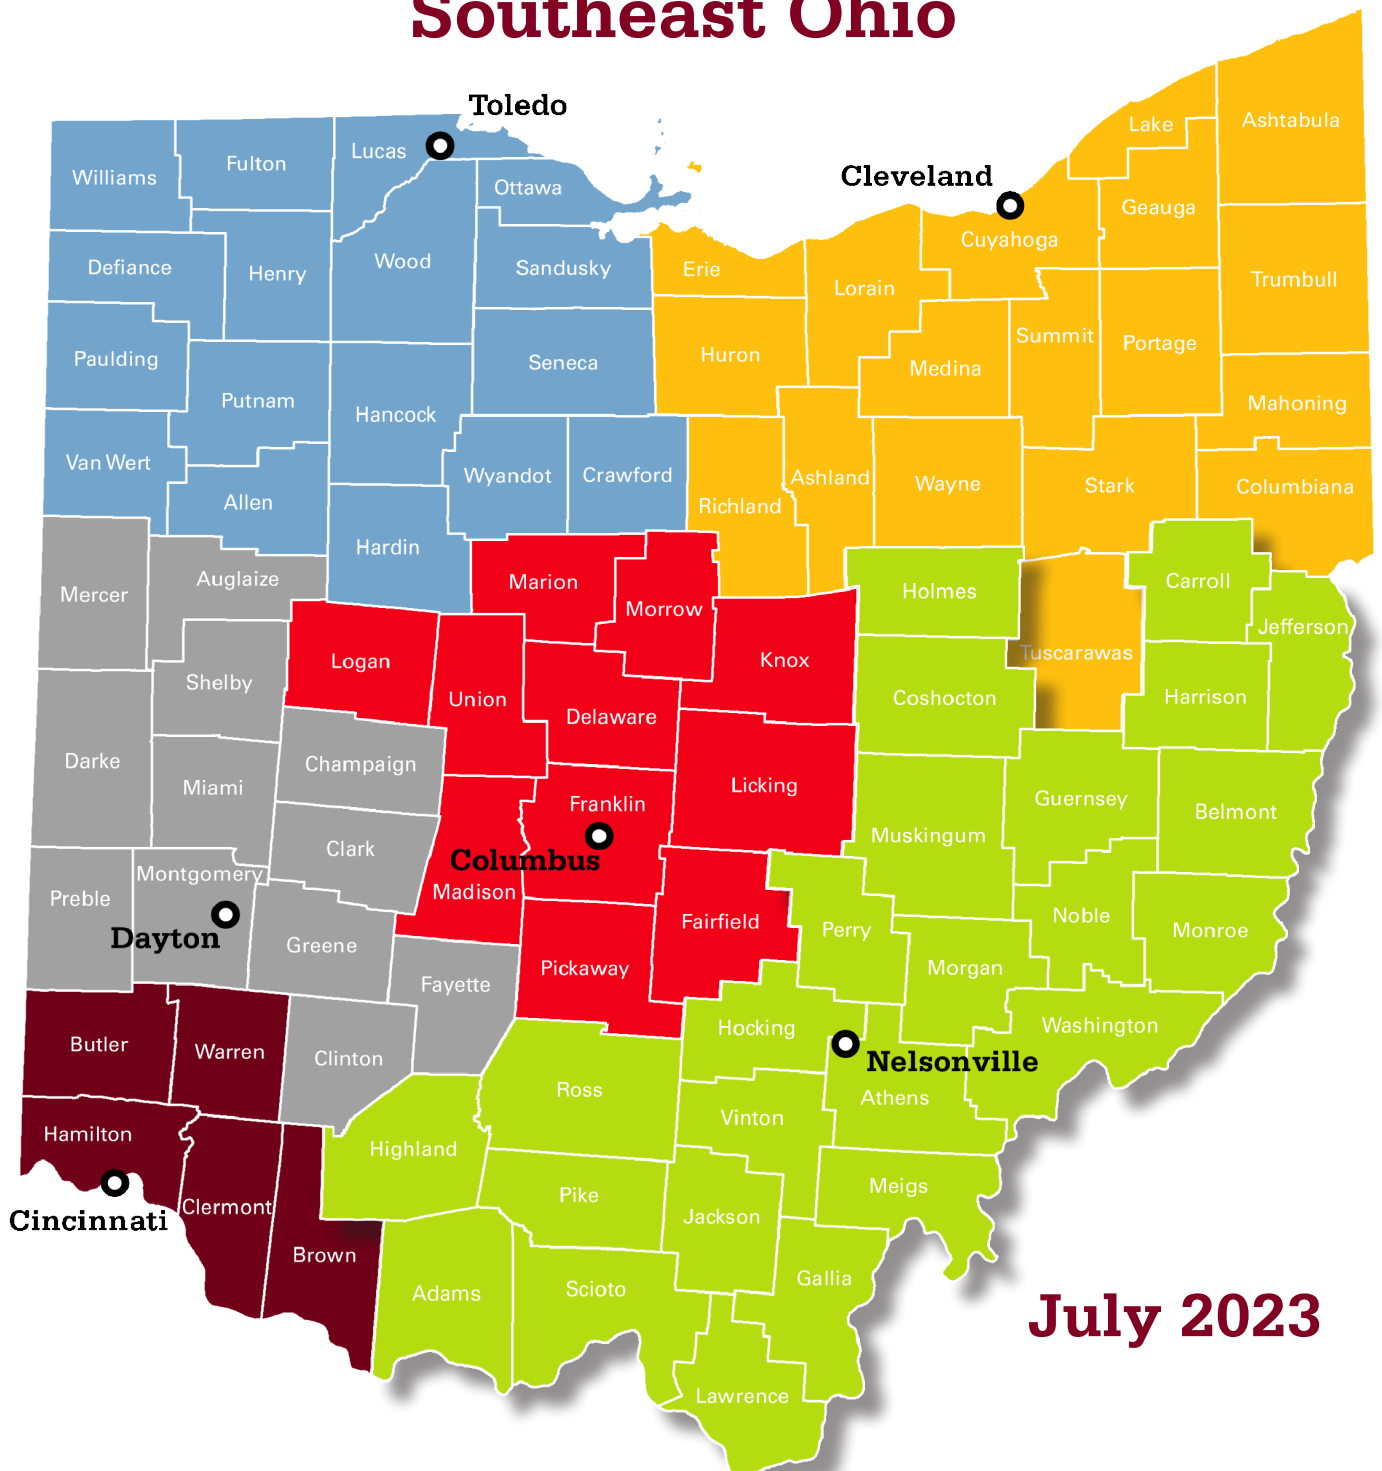 Southeast Ohio
Toledo
Cleveland
Williams
Fulton
Lucas
Ottawa
Lake
Ashtabula
Geauga
Cuyahoga
Defiance
Henry
Wood
Sandusky
Erie
Lorain
Trumbull
Paulding
Putnam
Hancock
Seneca
Huron
Medina
Summit
Portage
Mahoning
Van Wert
Allen
Wyandot
Crawford
Richland
Ashland
Wayne
Stark
Columbiana
Hardin
Mercer
Auglaize
Marion
Morrow
Holmes
Carroll
Jefferson
Logan
Union
Knox
Tuscarawas
Shelby
Delaware
Coshocton
Harrison
Darke
Miami
Champaign
Franklin
Licking
Guernsey
Belmont
Clark
Columbus
Muskingum
Preble
Montgomery
Madison
Fairfield
Perry
Noble
Monroe
Dayton
Greene
Fayette
Pickaway
Morgan
Butler
Warren
Clinton
Hocking
Washington
Nelsonville
Ross
Athens
Hamilton
Highland
Vinton
Cincinnati
Clermont
Brown
Pike
Jackson
Meigs
Adams
Scioto
Gallia
Lawrence
July 2023